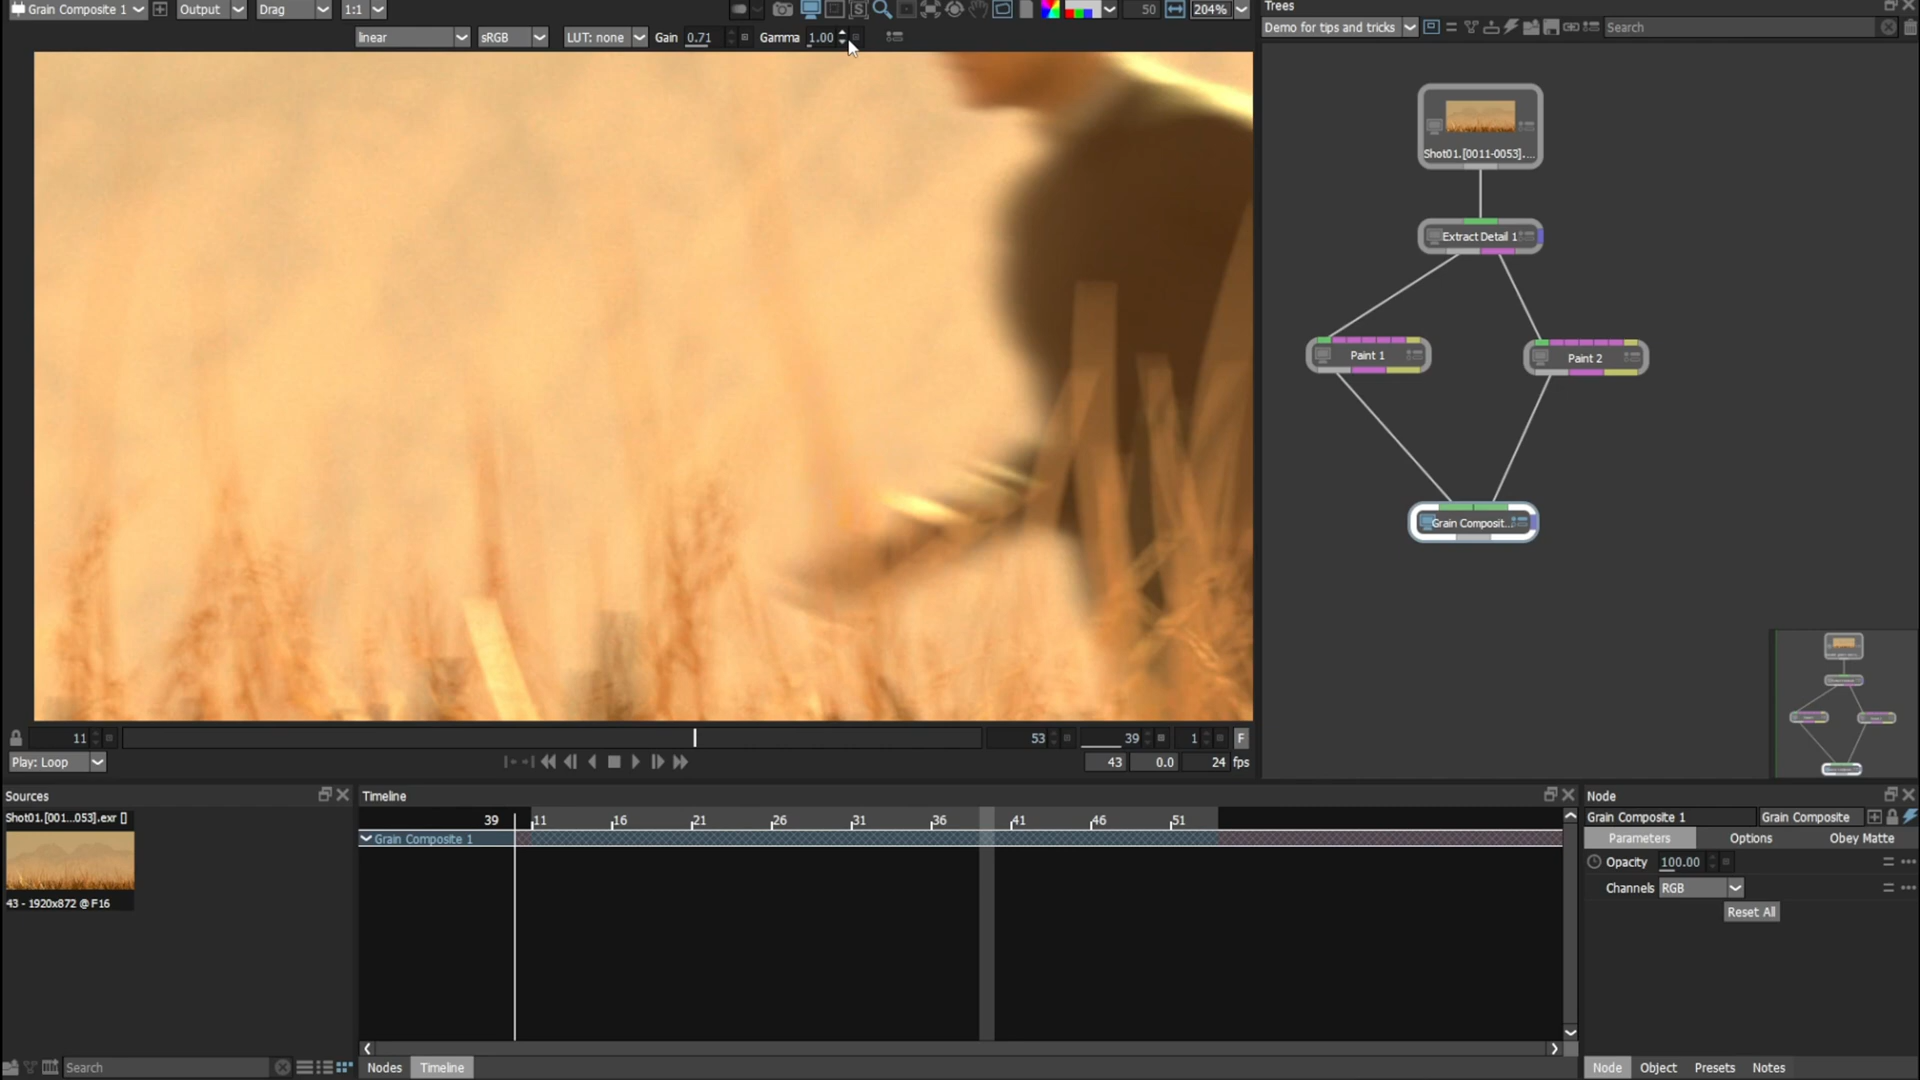 Grain Composite 1
Output
Drag
1:1
50
204%
Trees
linear
sRGB
LUT: none
Gain 0.71
Gamma 1.00
Demo for tips and tricks
Search
Shot01.[0011-0053]....
Extract Detail 1
Paint 1
Paint 2
Grain Composit...
11
53
39
1
F
Play: Loop
43
0.0
24 fps
Sources
Timeline
Node
Shot01.[001...053].exr []
39
11
16
21
26
31
36
41
46
51
Grain Composite 1
Grain Composite
Grain Composite 1
Parameters
Options
Obey Matte
Opacity 100.00
Channels RGB
Reset All
43 - 1920x872 @ F16
Search
Nodes
Timeline
Node
Object
Presets
Notes